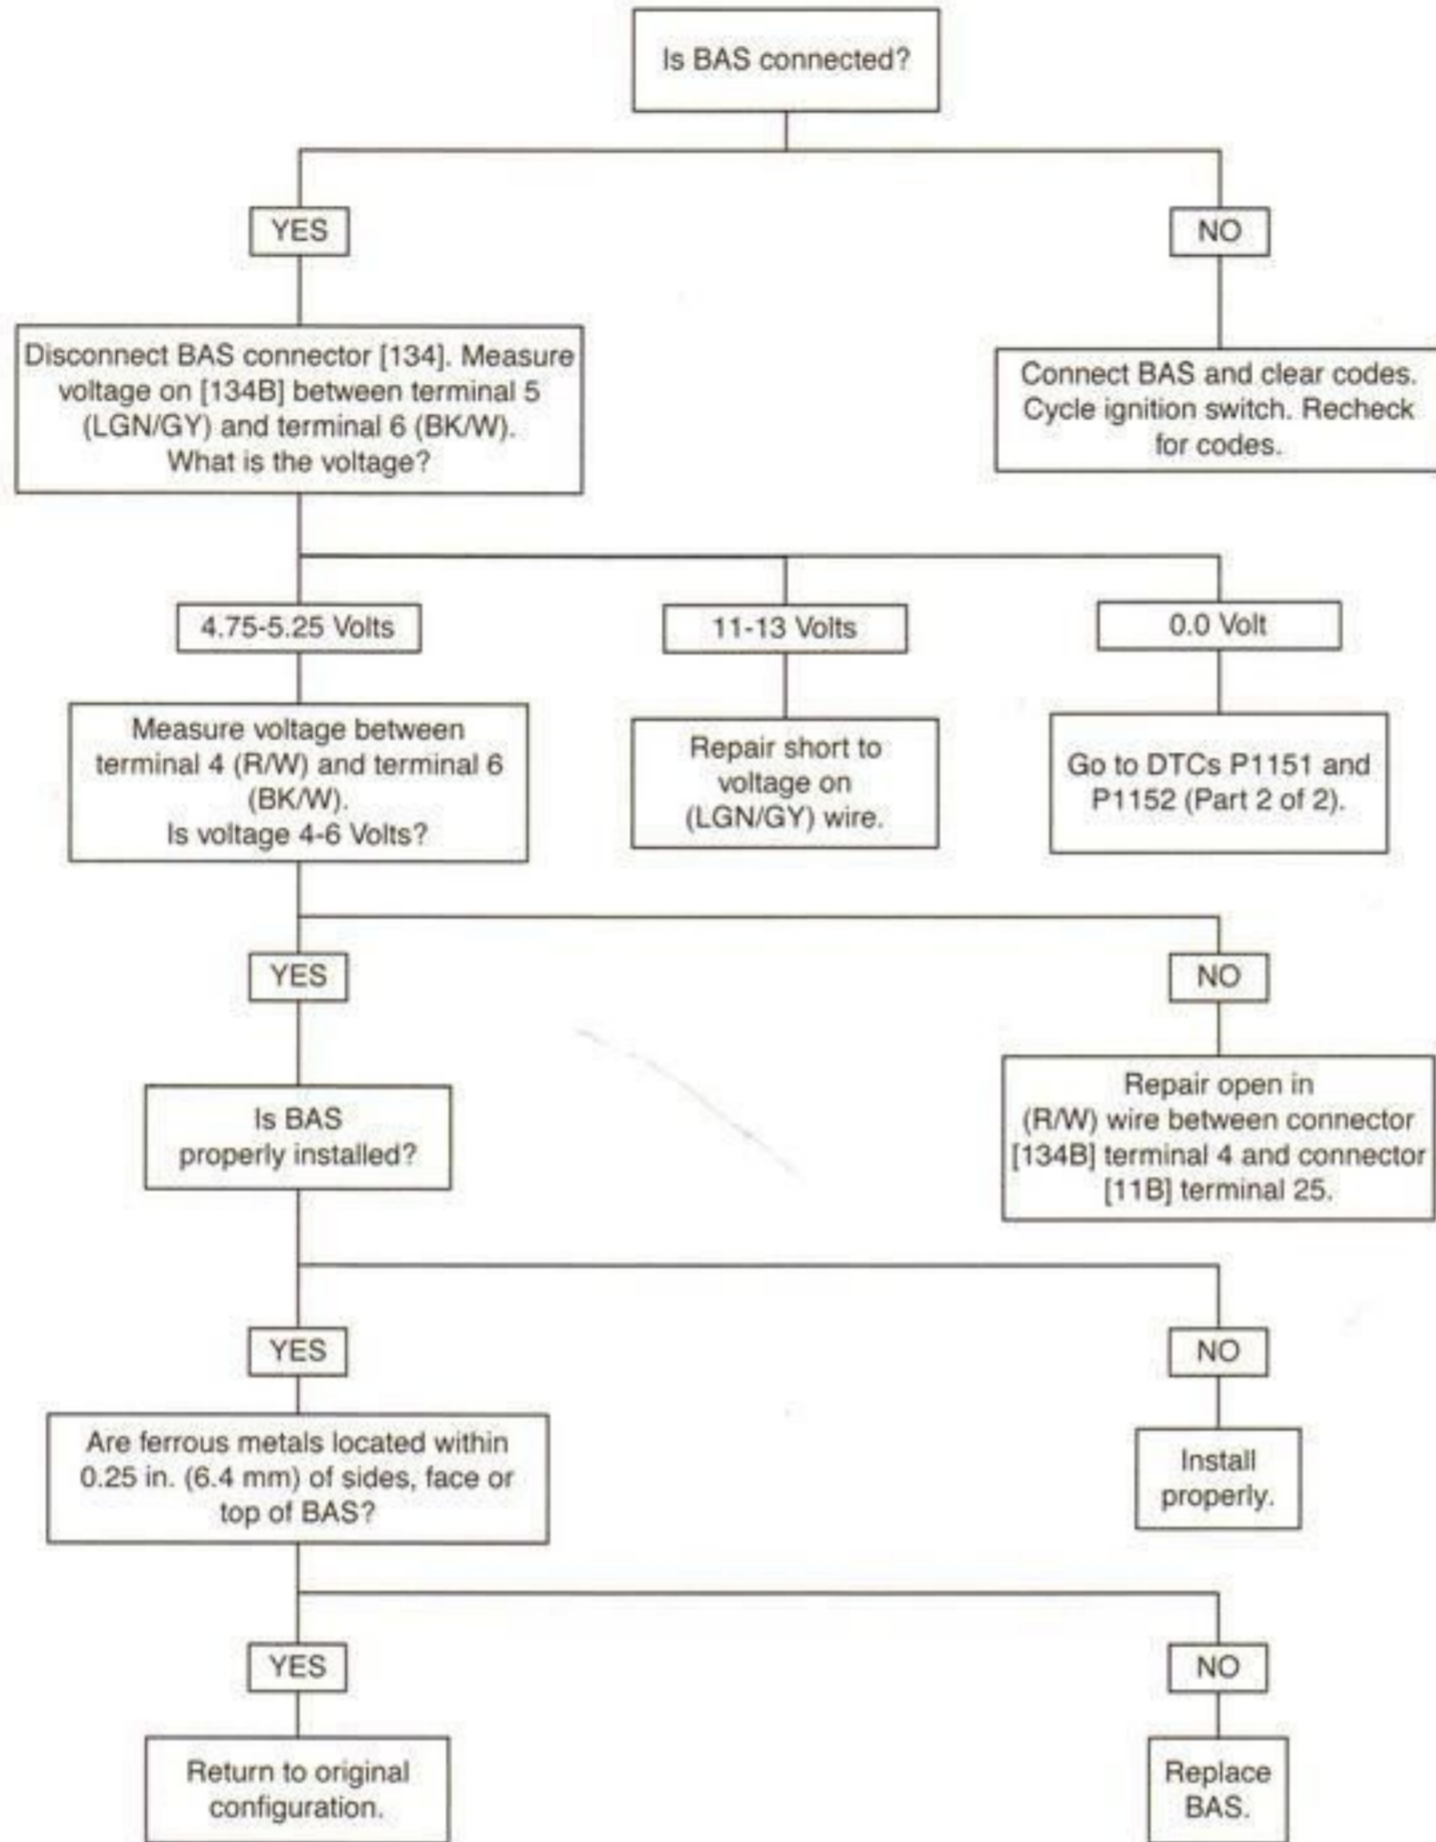 Is BAS connected?
YES
NO
Disconnect BAS connector [134]. Measure
voltage on [134B] between terminal 5
(LGN/GY) and terminal 6 (BK/W).
What is the voltage?
Connect BAS and clear codes.
Cycle ignition switch. Recheck
for codes.
4.75-5.25 Volts
11-13 Volts
0.0 Volt
Measure voltage between
terminal 4 (R/W) and terminal 6
(BK/W).
Is voltage 4-6 Volts?
Repair short to
voltage on
(LGN/GY) wire.
Go to DTCs P1151 and
P1152 (Part 2 of 2).
YES
NO
Is BAS
properly installed?
Repair open in
(R/W) wire between connector
[134B] terminal 4 and connector
[11B] terminal 25.
YES
NO
Are ferrous metals located within
0.25 in. (6.4 mm) of sides, face or
top of BAS?
Install
properly.
YES
NO
Return to original
configuration.
Replace
BAS.